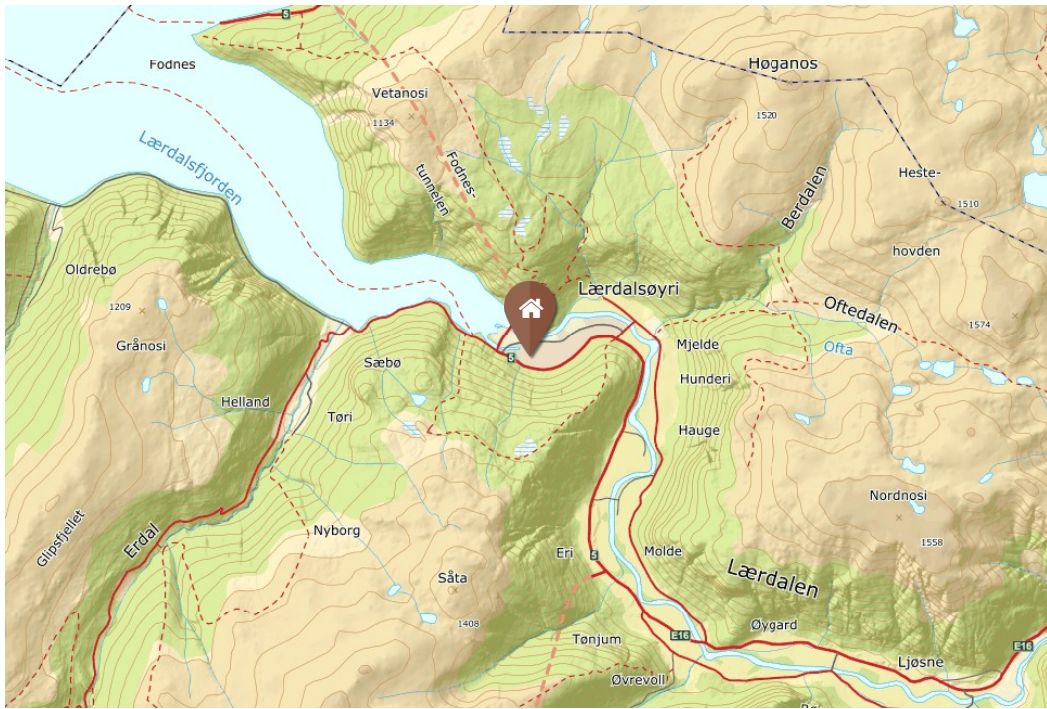 5
Fodnes
Høganos
Vetanosi
1134
1520
Lærdalsfjorden
Fodnes-
tunnelen
Berdalen
Heste-
1510
hovden
Oldrebø
Lærdalsøyri
1209
Oftedalen
1574
Grånosi
Mjelde
Ofta
5
Sæbø
Hunderi
Helland
Tøri
Hauge
Nordnosi
Glipsfjellet
Erdal
Nyborg
1558
Eri
5
Molde
Lærdalen
Såta
1408
Øygard
Tønjum
E16
E16
Ljøsne
Øvrevoll